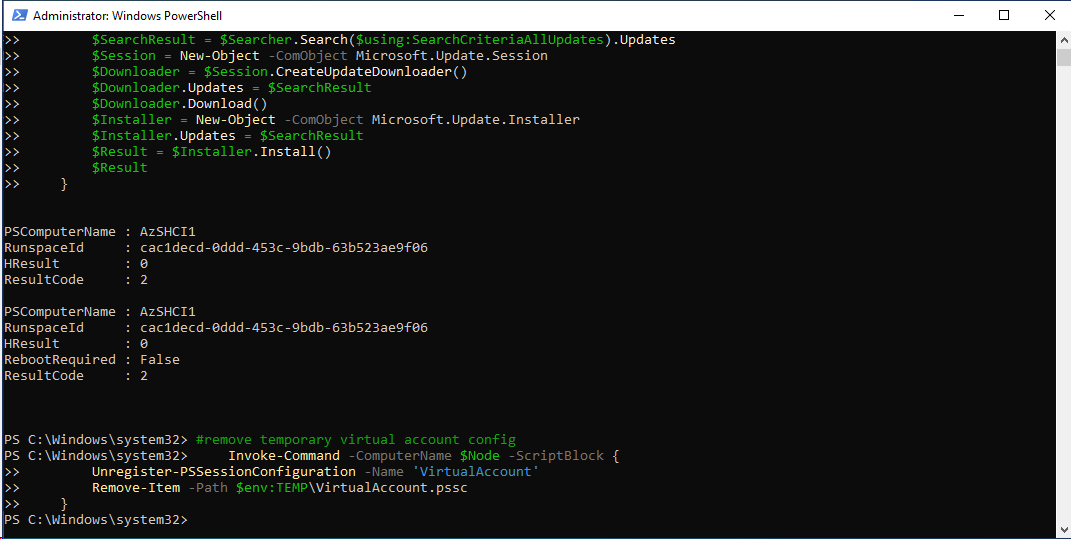 Administrator: Windows PowerShell
>>         $SearchResult = $Searcher.Search($using:SearchCriteriaAllUpdates).Updates
>>         $Session = New-Object -ComObject Microsoft.Update.Session
>>         $Downloader = $Session.CreateUpdateDownloader()
>>         $Downloader.Updates = $SearchResult
>>         $Downloader.Download()
>>         $Installer = New-Object -ComObject Microsoft.Update.Installer
>>         $Installer.Updates = $SearchResult
>>         $Result = $Installer.Install()
>>         $Result
>>     }
PSComputerName : AzSHCI1
RunspaceId     : cac1decd-0ddd-453c-9bdb-63b523ae9f06
HResult        : 0
ResultCode     : 2
PSComputerName : AzSHCI1
RunspaceId     : cac1decd-0ddd-453c-9bdb-63b523ae9f06
HResult        : 0
RebootRequired : False
ResultCode     : 2
PS C:\Windows\system32> #remove temporary virtual account config
PS C:\Windows\system32>     Invoke-Command -ComputerName $Node -ScriptBlock {
>>         Unregister-PSSessionConfiguration -Name 'VirtualAccount'
>>         Remove-Item -Path $env:TEMP\VirtualAccount.pssc
>>     }
PS C:\Windows\system32>